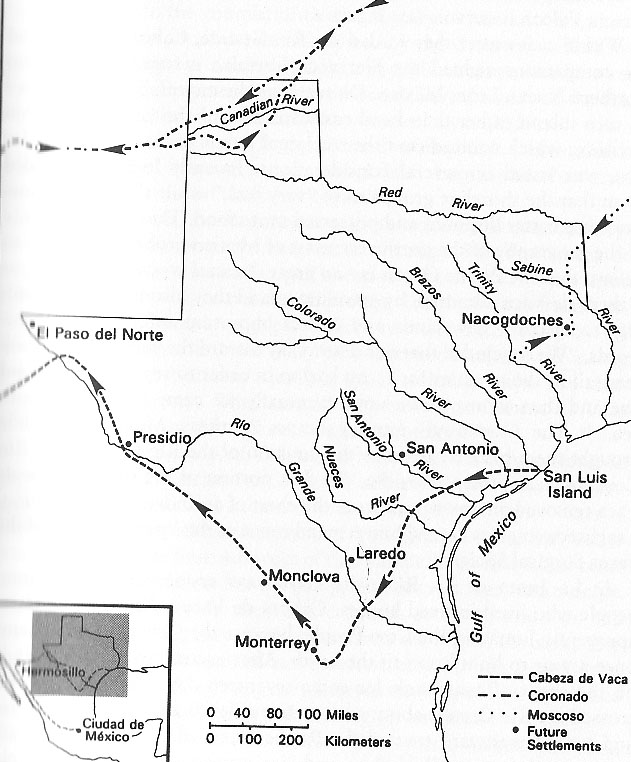 Canadian River
Red River
Sabine River
Trinity River
Brazos River
Nacogdoches
Colorado River
El Paso del Norte
San Antonio River
San Antonio
Rio Grande
Presidio
Nueces River
San Luis
Island
Gulf of Mexico
Laredo
Monclova
Monterrey
Hermosillo
Ciudad de
México
0 40 80 100 Miles
0 100 200 Kilometers
Cabeza de Vaca
Coronado
Moscoso
Future
Settlements